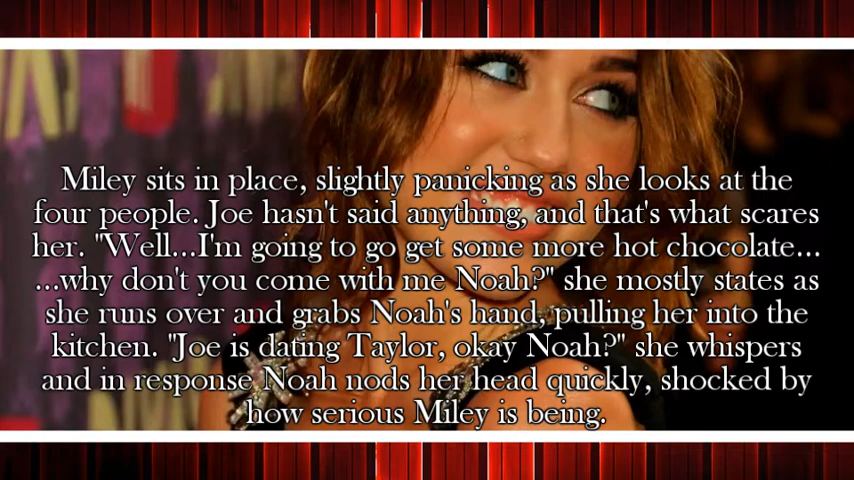 Miley sits in place, slightly panicking as she looks at the
four people. Joe hasn't said anything, and that's what scares
her. "Well...I'm going to go get some more hot chocolate...
...why don't you come with me Noah?" she mostly states as
she runs over and grabs Noah's hand, pulling her into the
kitchen. "Joe is dating Taylor, okay Noah?" she whispers
and in response Noah nods her head quickly, shocked by
how serious Miley is being.